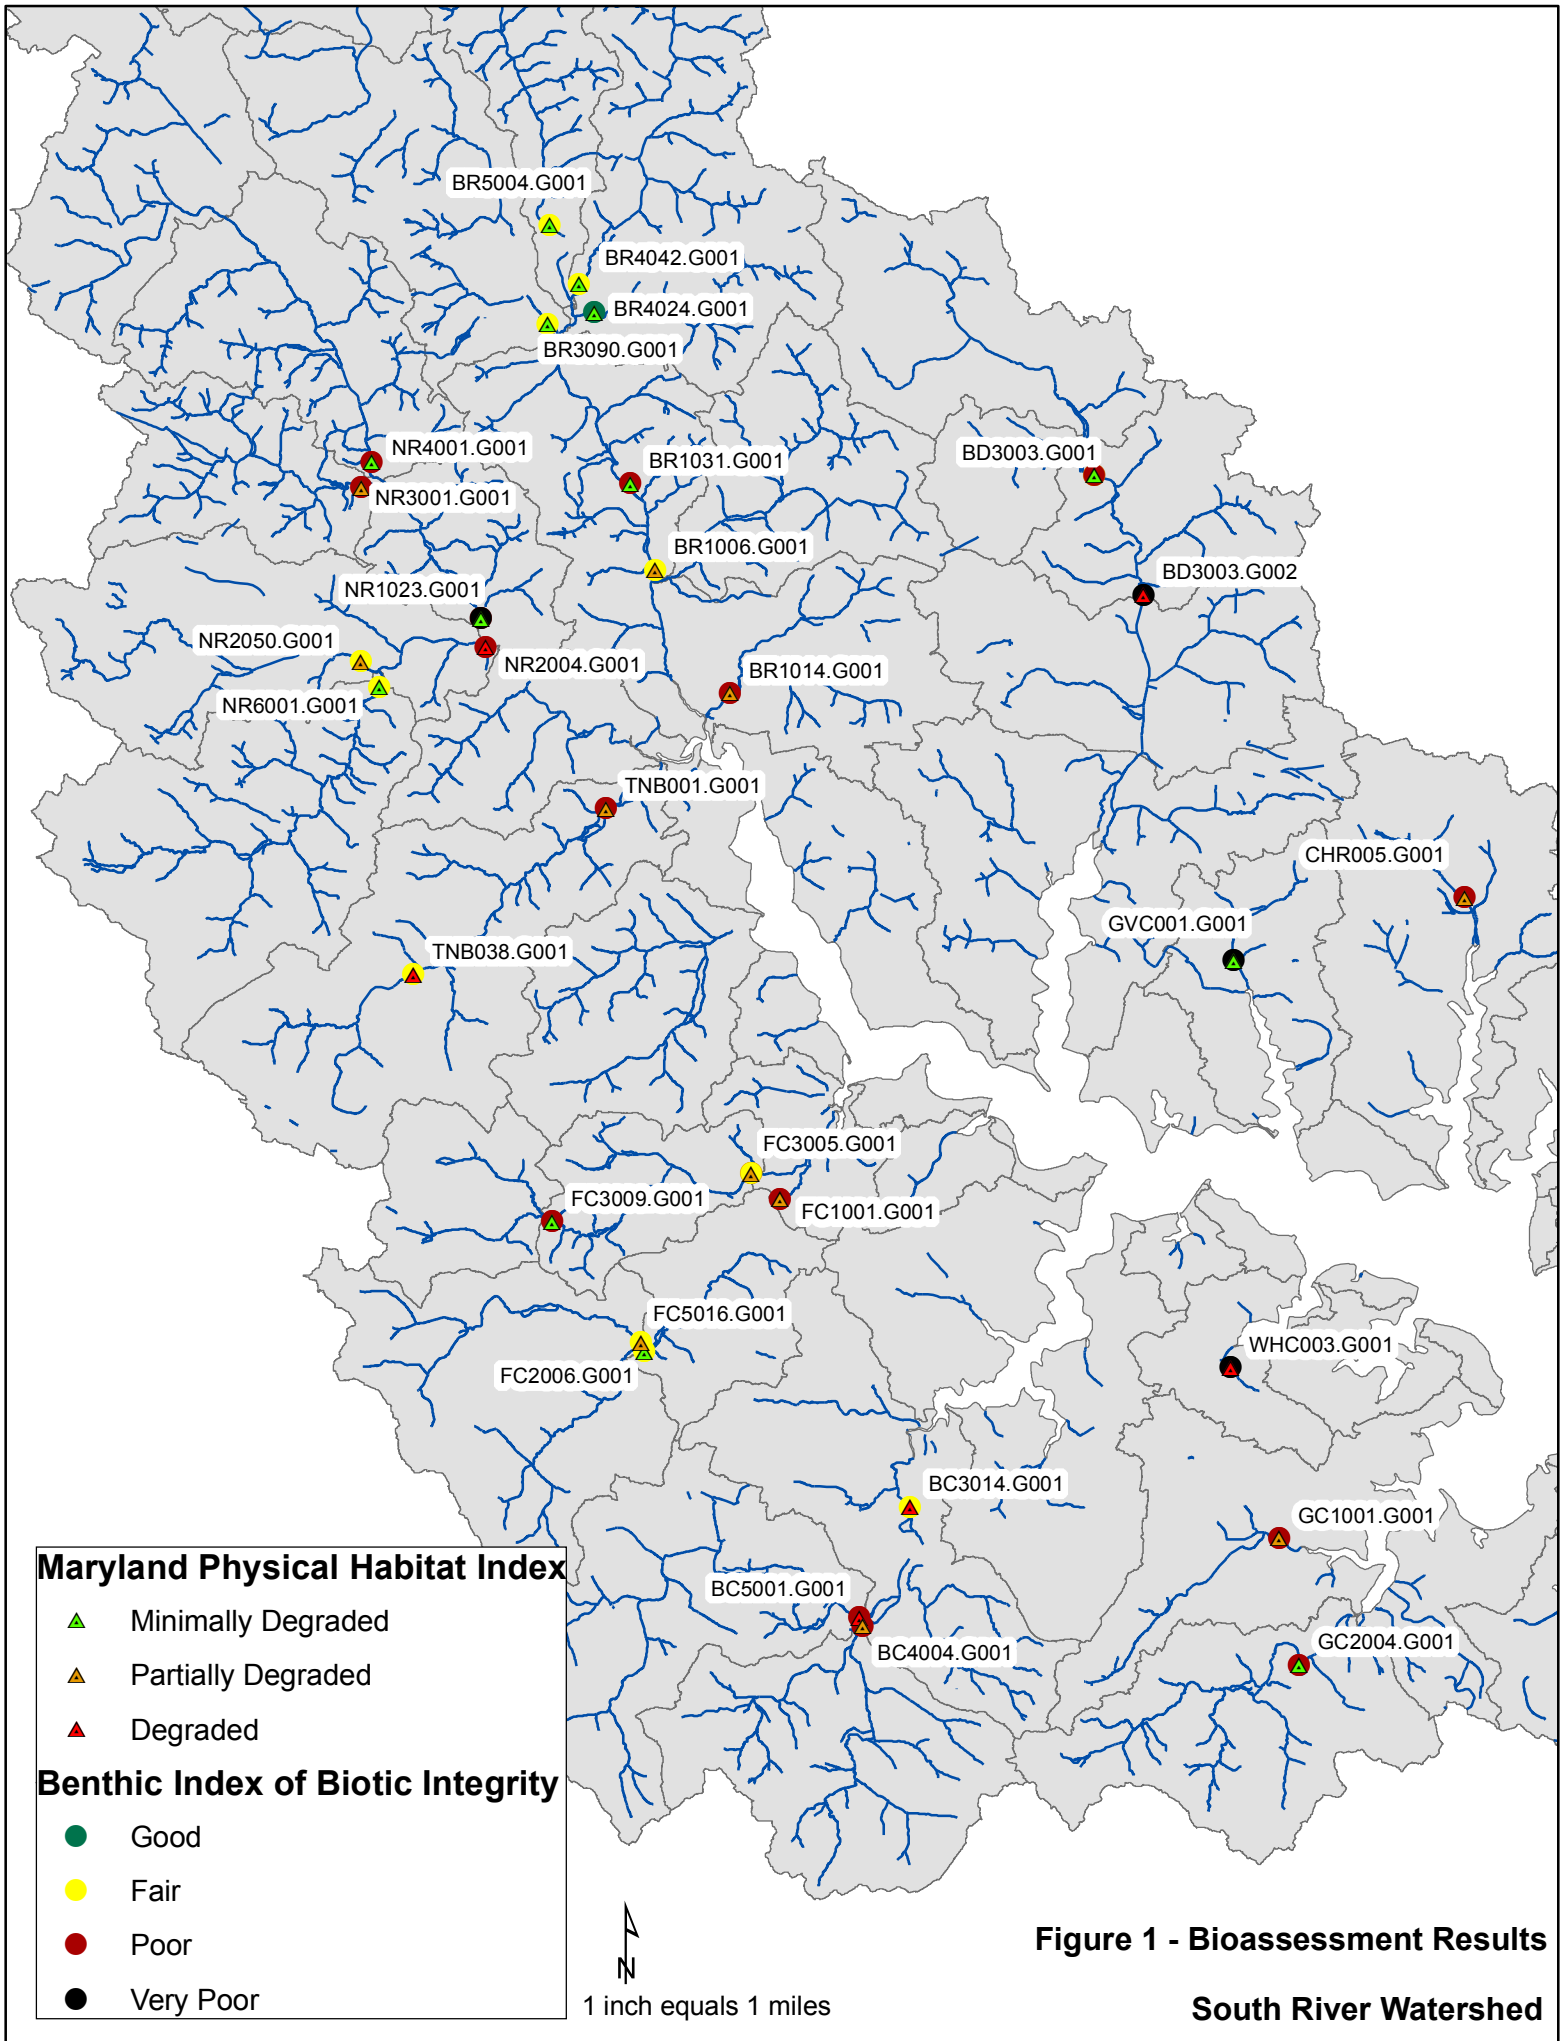 BR5004.G001
BR4042.G001
BR4024.G001
BR3090.G001
NR4001.G001
BR1031.G001
BD3003.G001
NR3001.G001
BR1006.G001
BD3003.G002
NR1023.G001
NR2050.G001
NR2004.G001
BR1014.G001
NR6001.G001
TNB001.G001
CHR005.G001
GVC001.G001
TNB038.G001
FC3005.G001
FC3009.G001
FC1001.G001
FC5016.G001
WHC003.G001
FC2006.G001
BC3014.G001
GC1001.G001
BC5001.G001
BC4004.G001
GC2004.G001
Maryland Physical Habitat Index
Minimally Degraded
Partially Degraded
Degraded
Benthic Index of Biotic Integrity
Good
Fair
Poor
Very Poor
N
1 inch equals 1 miles
Figure 1 - Bioassessment Results
South River Watershed